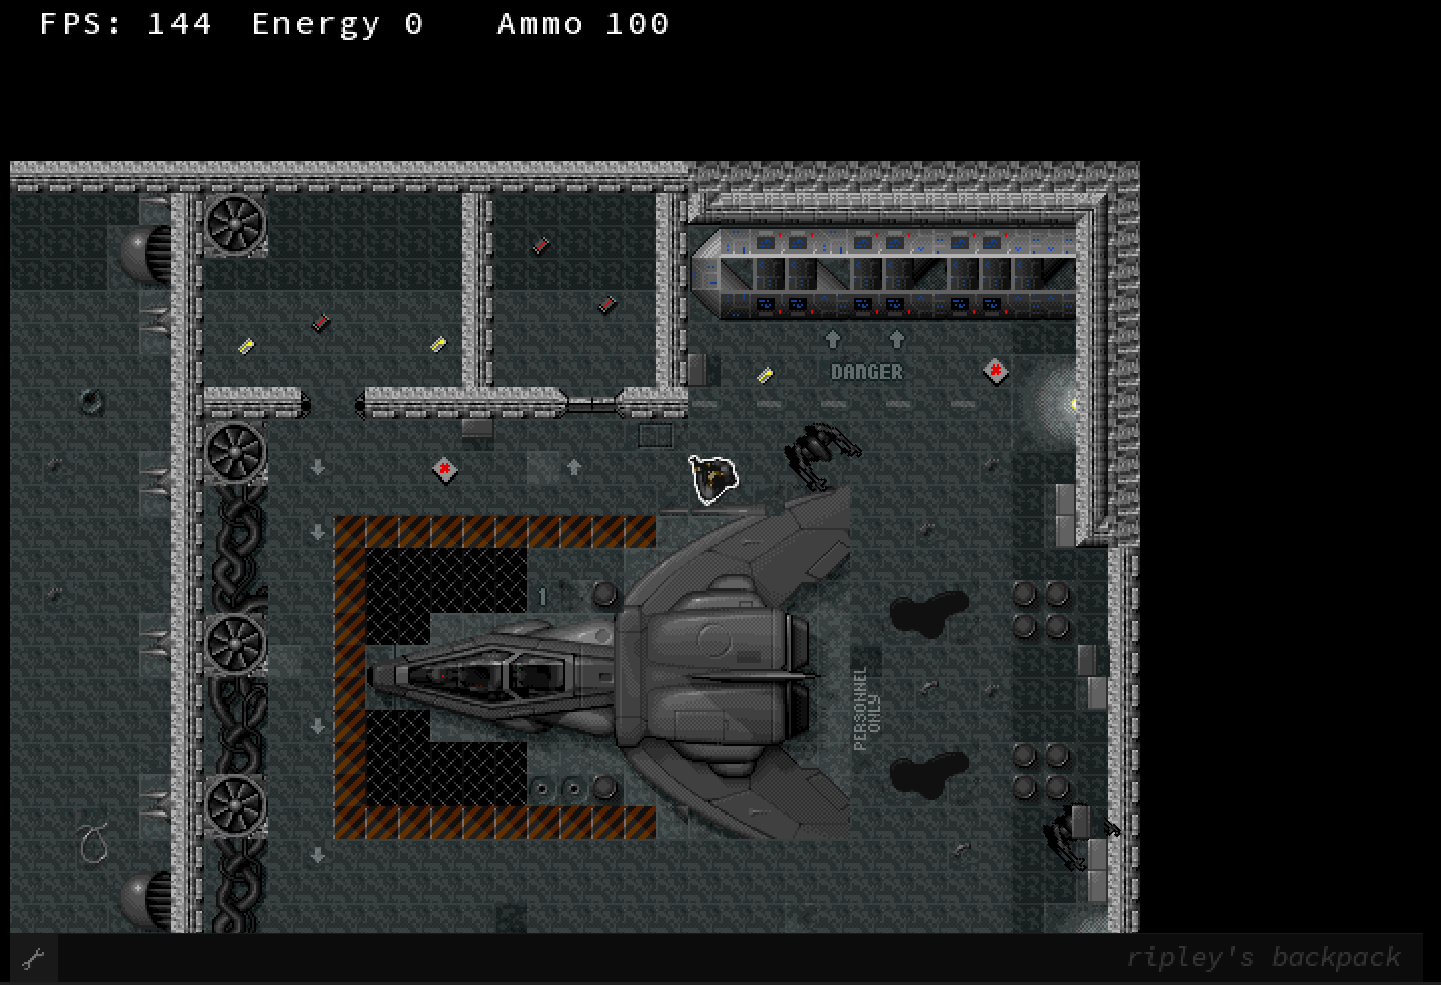 FPS: 144 Energy 0 Ammo 100
DANGER
1
PERSONNEL
ONLY
ripley's backpack